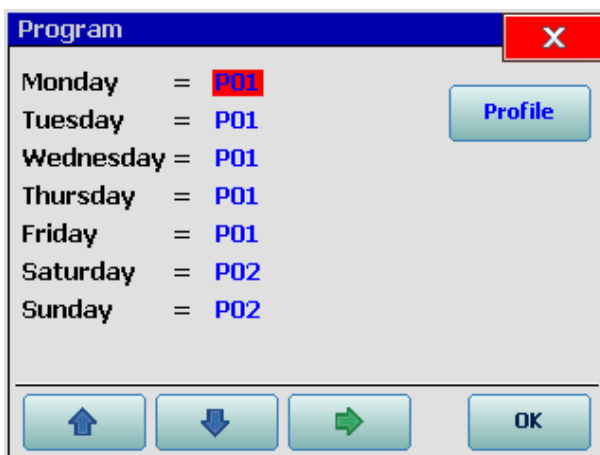 Program X
Monday = P01
Profile
Tuesday = P01
Wednesday = P01
Thursday = P01
Friday = P01
Saturday = P02
Sunday = P02
OK